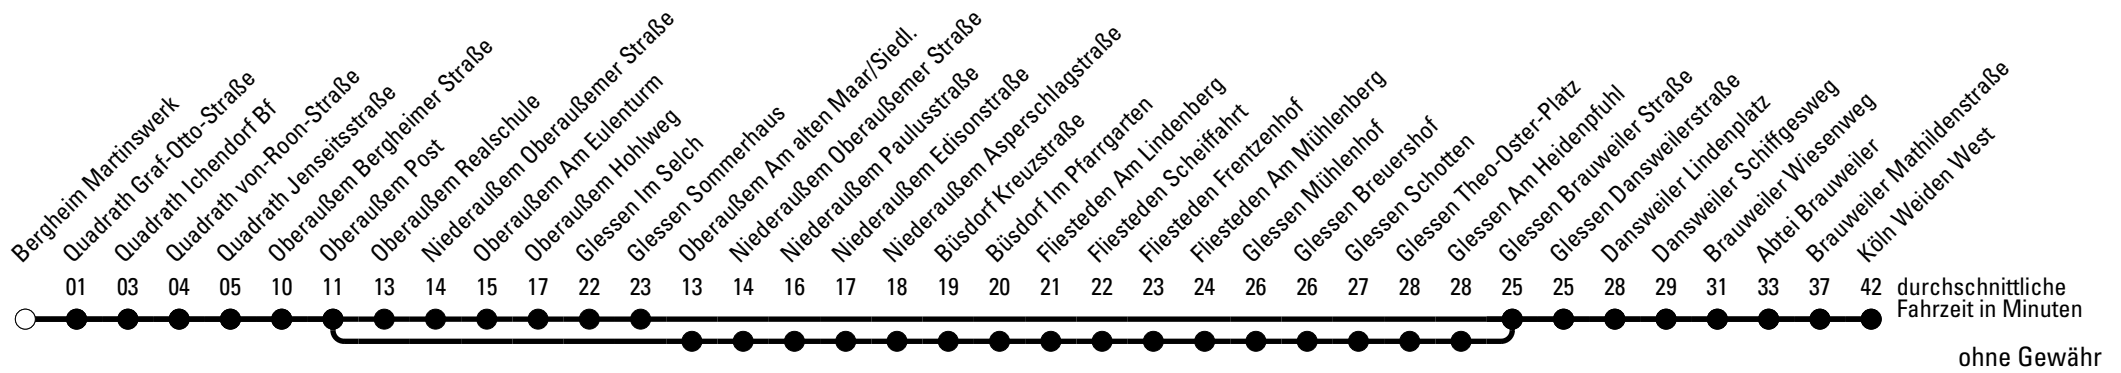 Bergheim Martinswerk
Quadrath Graf-Otto-Straße
Quadrath Ichendorf Bf
Quadrath von-Roon-Straße
Quadrath Jenseitsstraße
Oberaußem Bergheimer Straße
Oberaußem Post
Oberaußem Realschule
Niederaußem Oberaußemer Straße
Oberaußem Am Eulenturm
Oberaußem Hohlweg
Glessen Im Selch
Glessen Sommerhaus
Oberaußem Am alten Maar/Siedl.
Niederaußem Oberaußemer Straße
Niederaußem Paulusstraße
Niederaußem Edisonstraße
Niederaußem Asperschlagstraße
Büsdorf Kreuzstraße
Büsdorf Im Pfarrgarten
Fliesteden Am Lindenberg
Fliesteden Scheiffahrt
Fliesteden Frentzenhof
Fliesteden Am Mühlenberg
Glessen Mühlenhof
Glessen Breuershof
Glessen Schotten
Glessen Theo-Oster-Platz
Glessen Am Heidenpfuhl
Glessen Brauweiler Straße
Glessen Dansweilerstraße
Dansweiler Lindenplatz
Dansweiler Schiffgesweg
Brauweiler Wiesenweg
Abtei Brauweiler
Brauweiler Mathildenstraße
Köln Weiden West
01 03 04 05 10 11 13 14 15 17 22 23 13 14 16 17 18 19 20 21 22 23 24 26 26 27 28 28 25 25 28 29 31 33 37 42 durchschnittliche
Fahrzeit in Minuten
ohne Gewähr